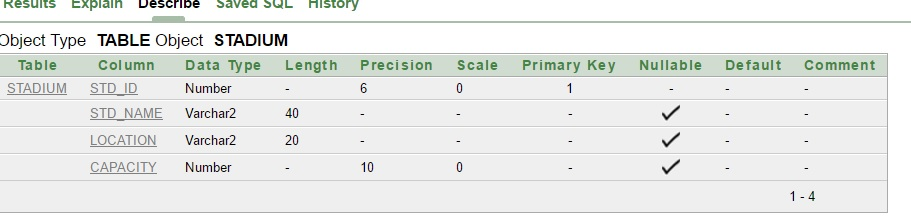 Results Explain Describe Saved SQL History
Object Type TABLE Object STADIUM
Table Column Data Type Length Precision Scale Primary Key Nullable Default Comment
STADIUM STD_ID Number - 6 0 1 - - -
STD_NAME Varchar2 40 - - - ✓ - -
LOCATION Varchar2 20 - - - ✓ - -
CAPACITY Number - 10 0 - ✓ - -
1 - 4